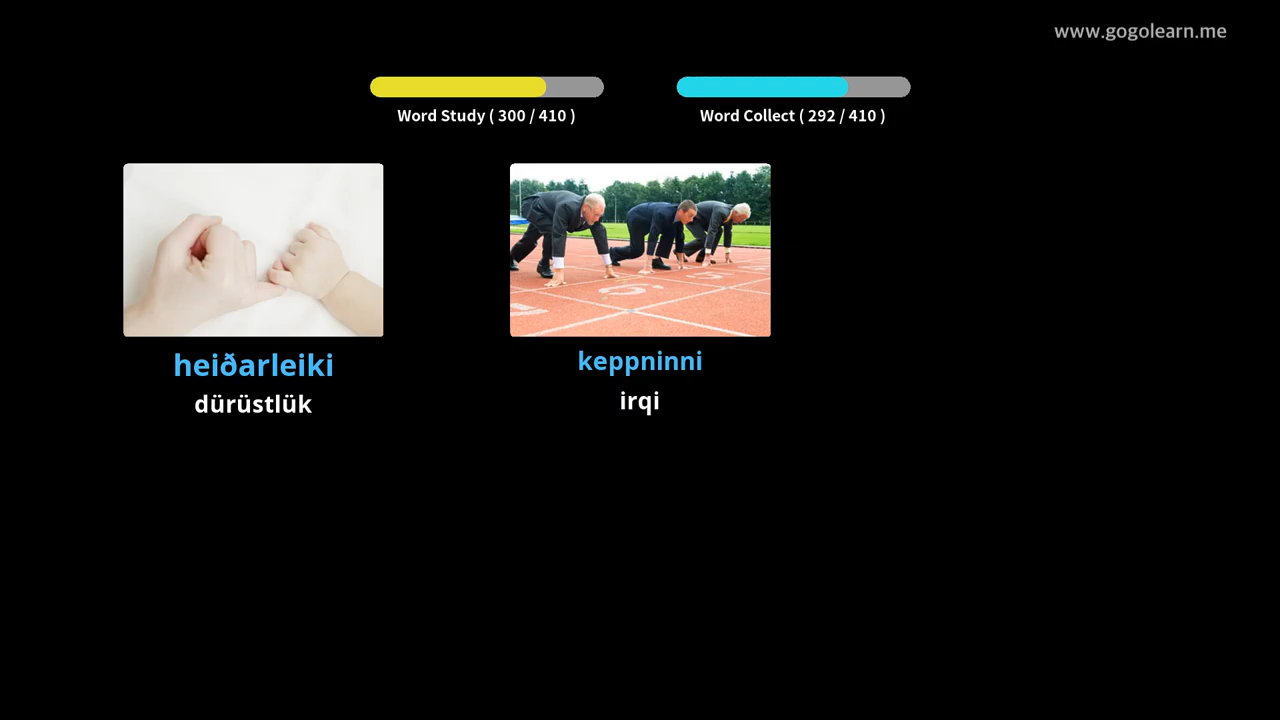 www.gogolearn.me
Word Study ( 300 / 410 )
Word Collect ( 292 / 410 )
heiðarleiki
dürüstlük
keppninni
irqi